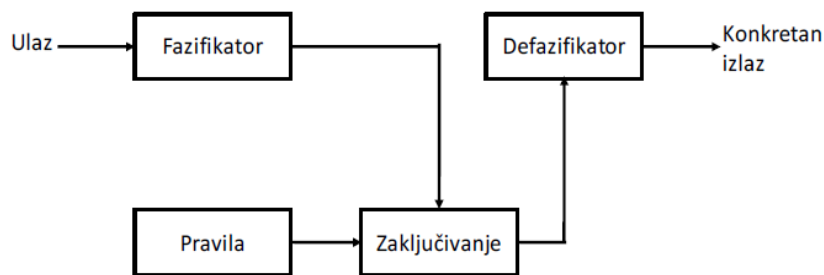 Ulaz
Fazifikator
Defazifikator
Konkretan
izlaz
Pravila
Zaključivanje